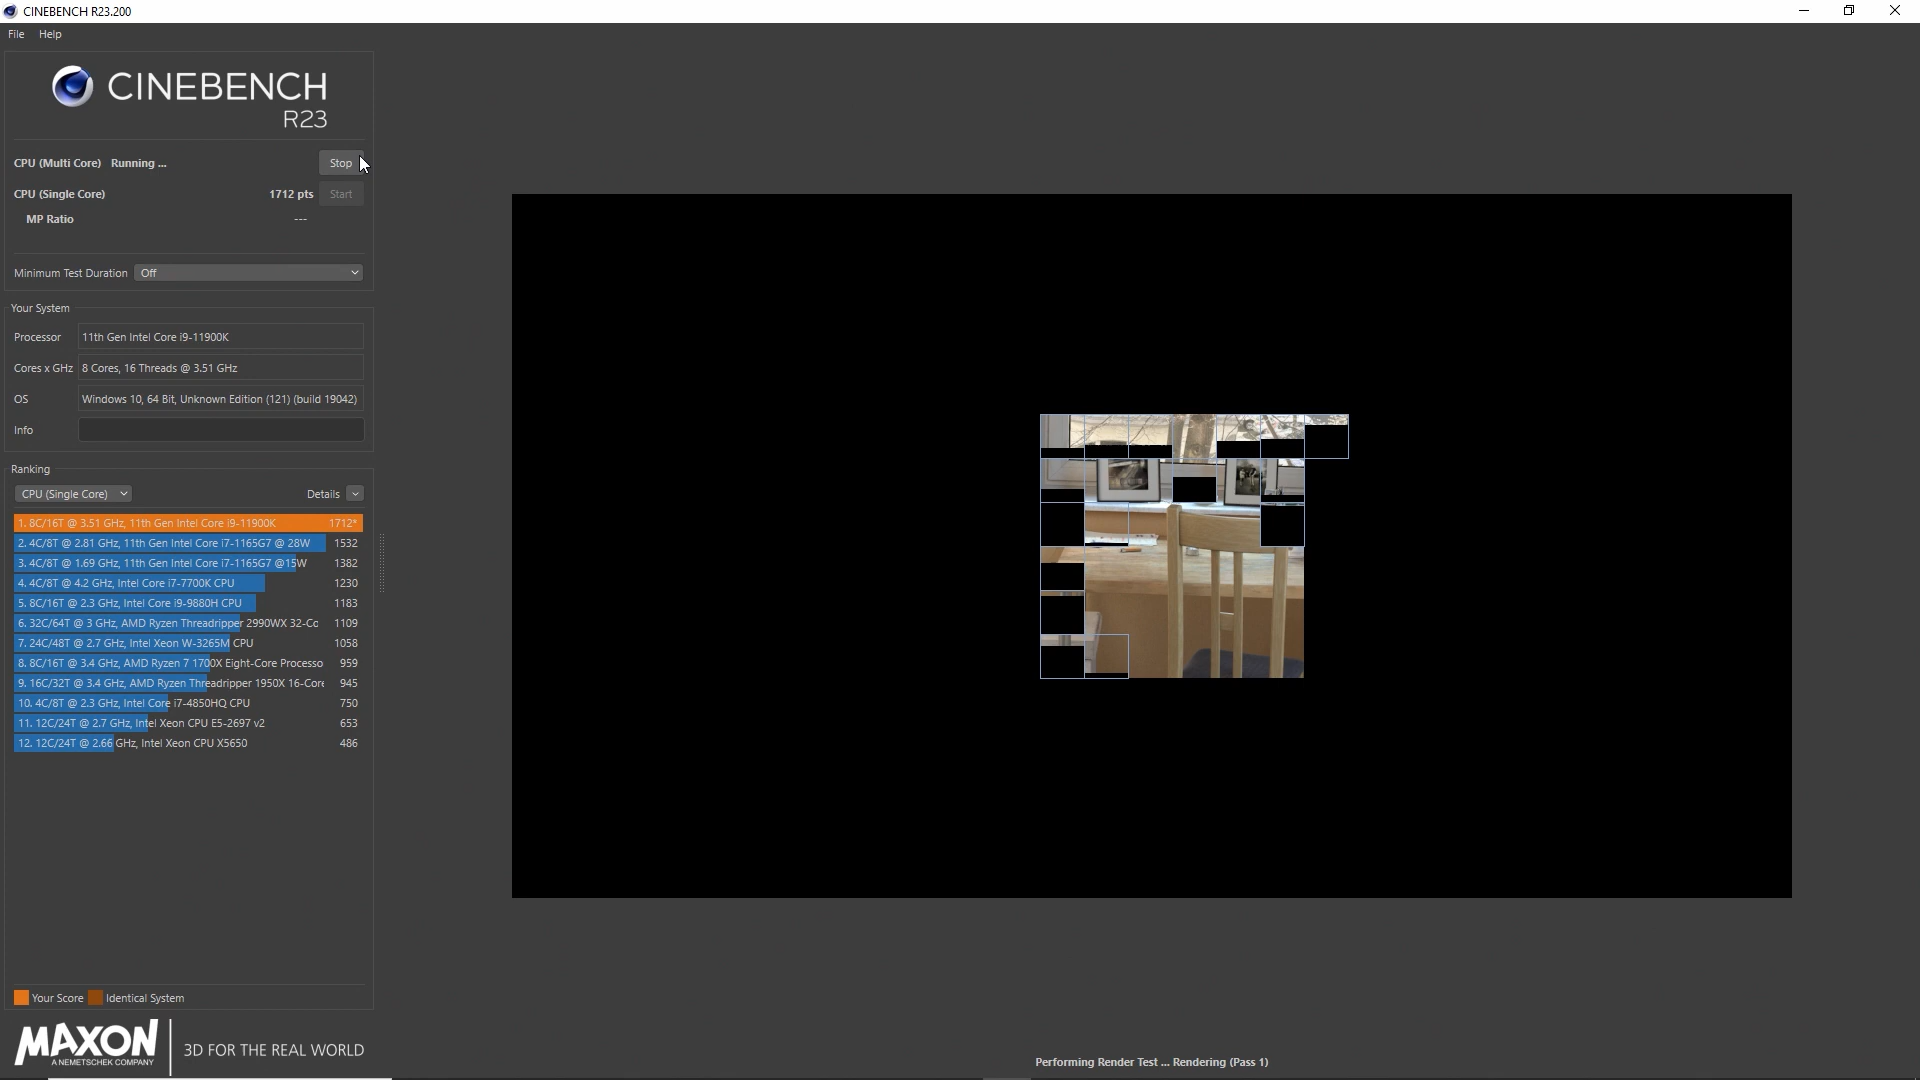 CINEBENCH R23.200
File Help
CINEBENCH
R23
CPU (Multi Core) Running ... Stop
CPU (Single Core) 1712 pts Start
MP Ratio ---
Minimum Test Duration Off
Your System
Processor 11th Gen Intel Core i9-11900K
Cores x GHz 8 Cores, 16 Threads @ 3.51 GHz
OS Windows 10, 64 Bit, Unknown Edition (121) (build 19042)
Info
Ranking
CPU (Single Core) Details
1. 8C/16T @ 3.51 GHz, 11th Gen Intel Core i9-11900K 1712*
2. 4C/8T @ 2.81 GHz, 11th Gen Intel Core i7-1165G7 @ 28W 1532
3. 4C/8T @ 1.69 GHz, 11th Gen Intel Core i7-1165G7 @15W 1382
4. 4C/8T @ 4.2 GHz, Intel Core i7-7700K CPU 1230
5. 8C/16T @ 2.3 GHz, Intel Core i9-9880H CPU 1183
6. 32C/64T @ 3 GHz, AMD Ryzen Threadripper 2990WX 32-Co 1109
7. 24C/48T @ 2.7 GHz, Intel Xeon W-3265M CPU 1058
8. 8C/16T @ 3.4 GHz, AMD Ryzen 7 1700X Eight-Core Processo 959
9. 16C/32T @ 3.4 GHz, AMD Ryzen Threadripper 1950X 16-Core 945
10. 4C/8T @ 2.3 GHz, Intel Core i7-4850HQ CPU 750
11. 12C/24T @ 2.7 GHz, Intel Xeon CPU E5-2697 v2 653
12. 12C/24T @ 2.66 GHz, Intel Xeon CPU X5650 486
Your Score Identical System
MAXON
A NEMETSCHEK COMPANY
3D FOR THE REAL WORLD
Performing Render Test ... Rendering (Pass 1)